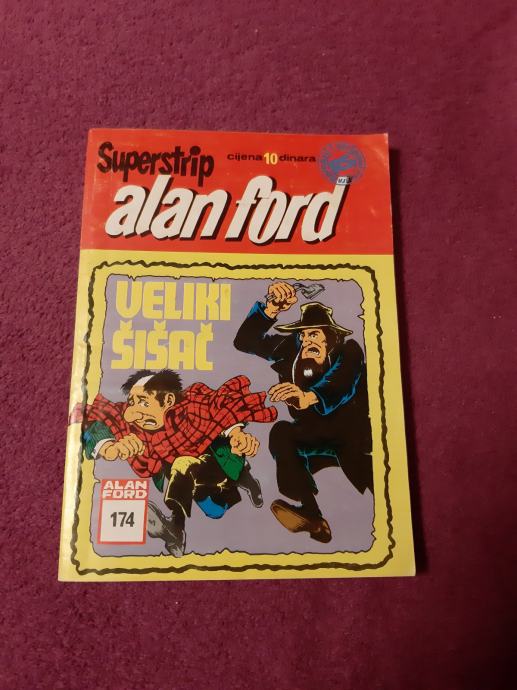 Superstrip
cijena 10 dinara
alan ford
VELIKI
ŠIŠAČ
ALAN
FORD
174